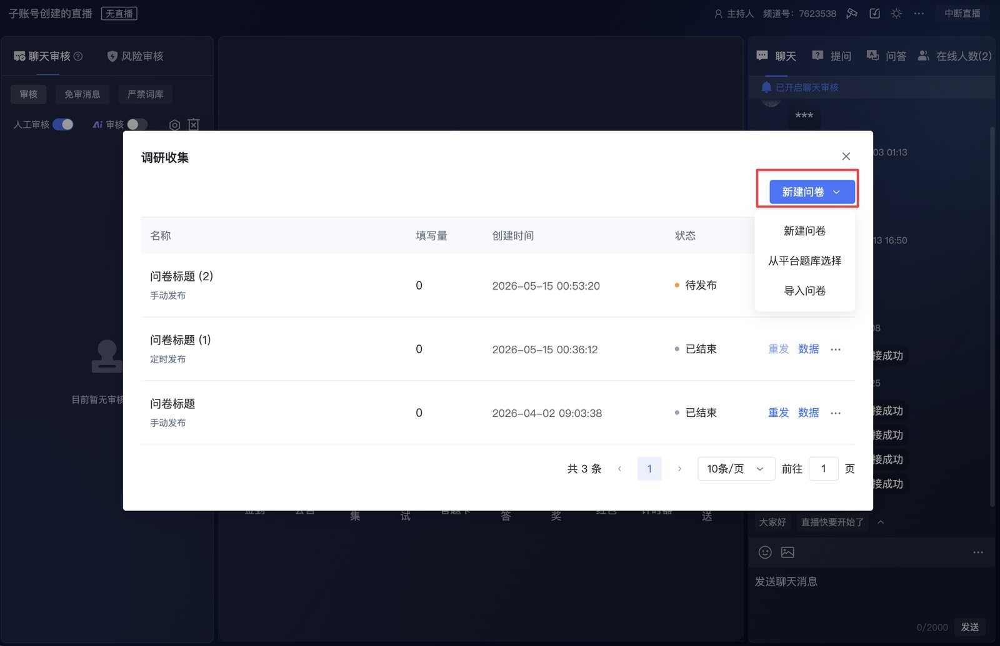 子账号创建的直播 无直播
主持人 频道号：7623538 中断直播
聊天审核 风险审核
审核 免审消息 严禁词库
人工审核 Ai 审核
目前暂无审核
聊天 提问 问答 在线人数(2)
已开启聊天审核
***
03 01:13
13 16:50
08
接成功
25
接成功
接成功
接成功
接成功
调研收集
新建问卷
新建问卷
从平台题库选择
导入问卷
名称 填写量 创建时间 状态
问卷标题 (2)
手动发布
0 2026-05-15 00:53:20 待发布
问卷标题 (1)
定时发布
0 2026-05-15 00:36:12 已结束 重发 数据 ...
问卷标题
手动发布
0 2026-04-02 09:03:38 已结束 重发 数据 ...
共 3 条 1 10条/页 前往 1 页
签到 公告 集 试 答题卡 答 奖 红包 计时器 送
大家好 直播快要开始了
发送聊天消息
0/2000 发送